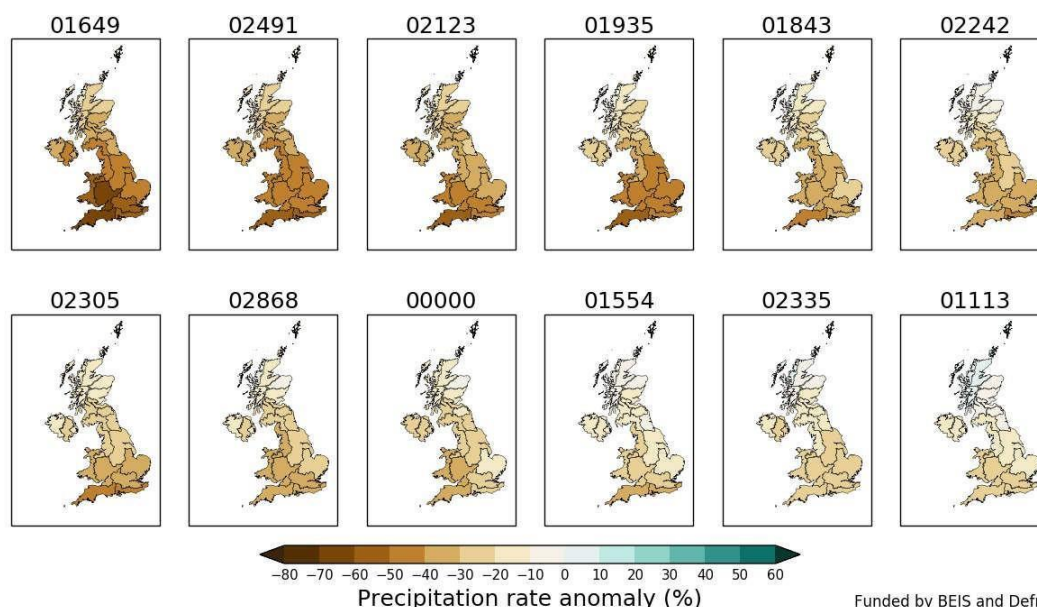 01649 02491 02123 01935 01843 02242
02305 02868 00000 01554 02335 01113
−80 −70 −60 −50 −40 −30 −20 −10 0 10 20 30 40 50 60
Precipitation rate anomaly (%)
Funded by BEIS and Defr